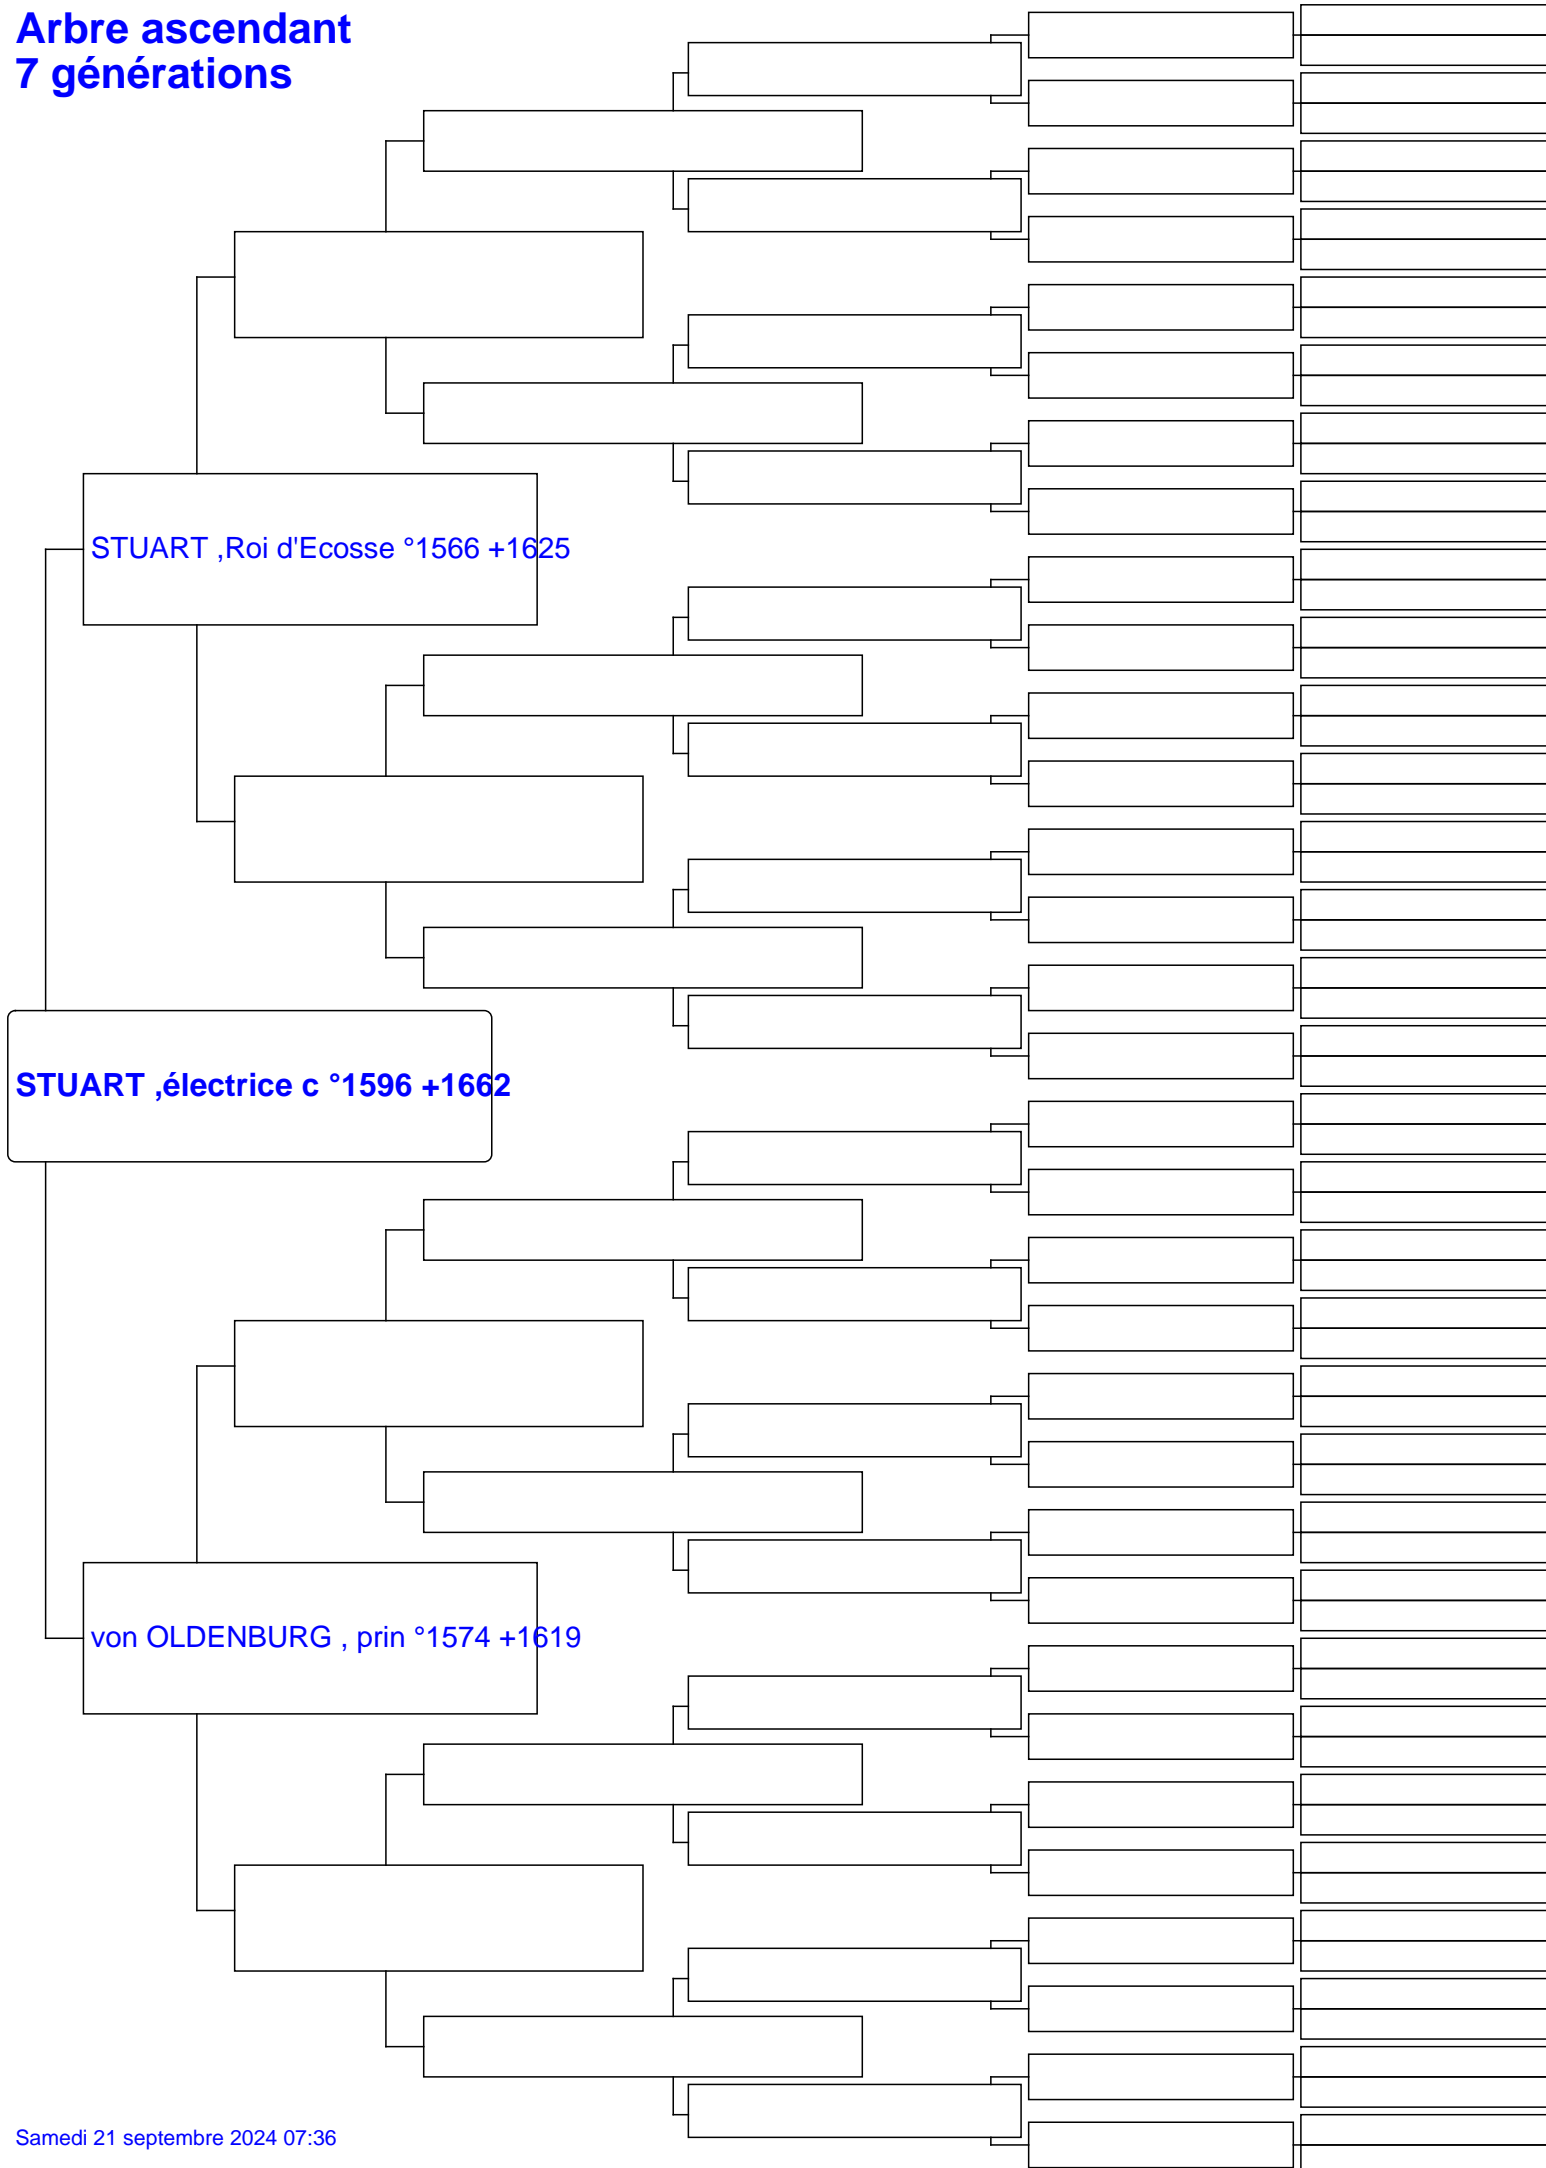 Arbre ascendant
7 générations
STUART ,Roi d'Ecosse °1566 +1625
STUART ,électrice c °1596 +1662
von OLDENBURG , prin °1574 +1619
Samedi 21 septembre 2024 07:36